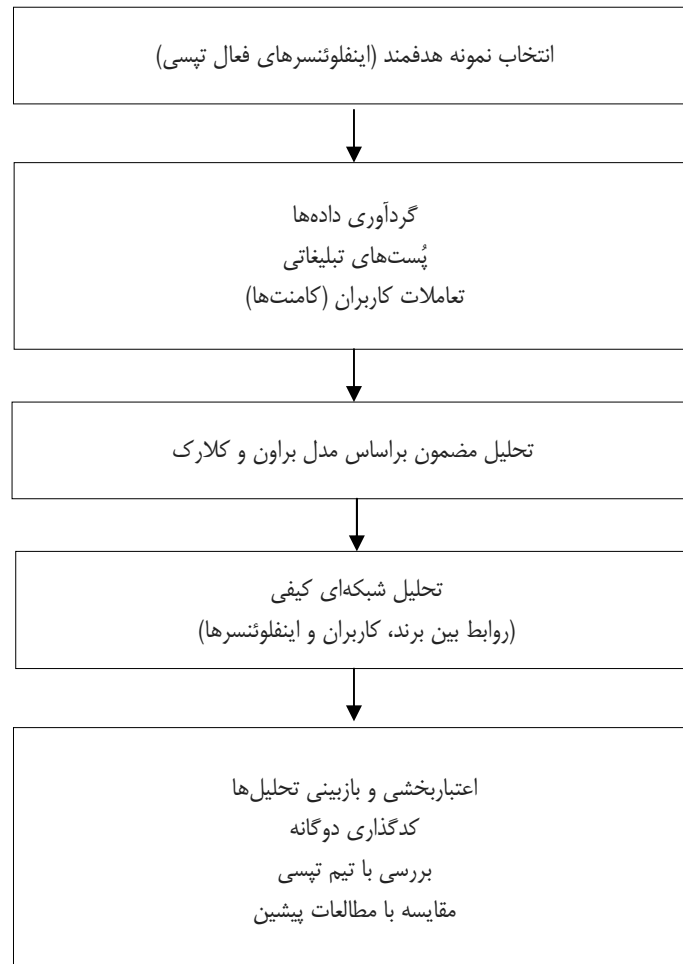 انتخاب نمونه هدفمند (اینفلوئنسرهای فعال تپسی)
گردآوری داده‌ها
پُست‌های تبلیغاتی
تعاملات کاربران (کامنت‌ها)
تحلیل مضمون براساس مدل براون و کلارک
تحلیل شبکه‌ای کیفی
(روابط بین برند، کاربران و اینفلوئنسرها)
اعتباربخشی و بازبینی تحلیل‌ها
کدگذاری دوگانه
بررسی با تیم تپسی
مقایسه با مطالعات پیشین